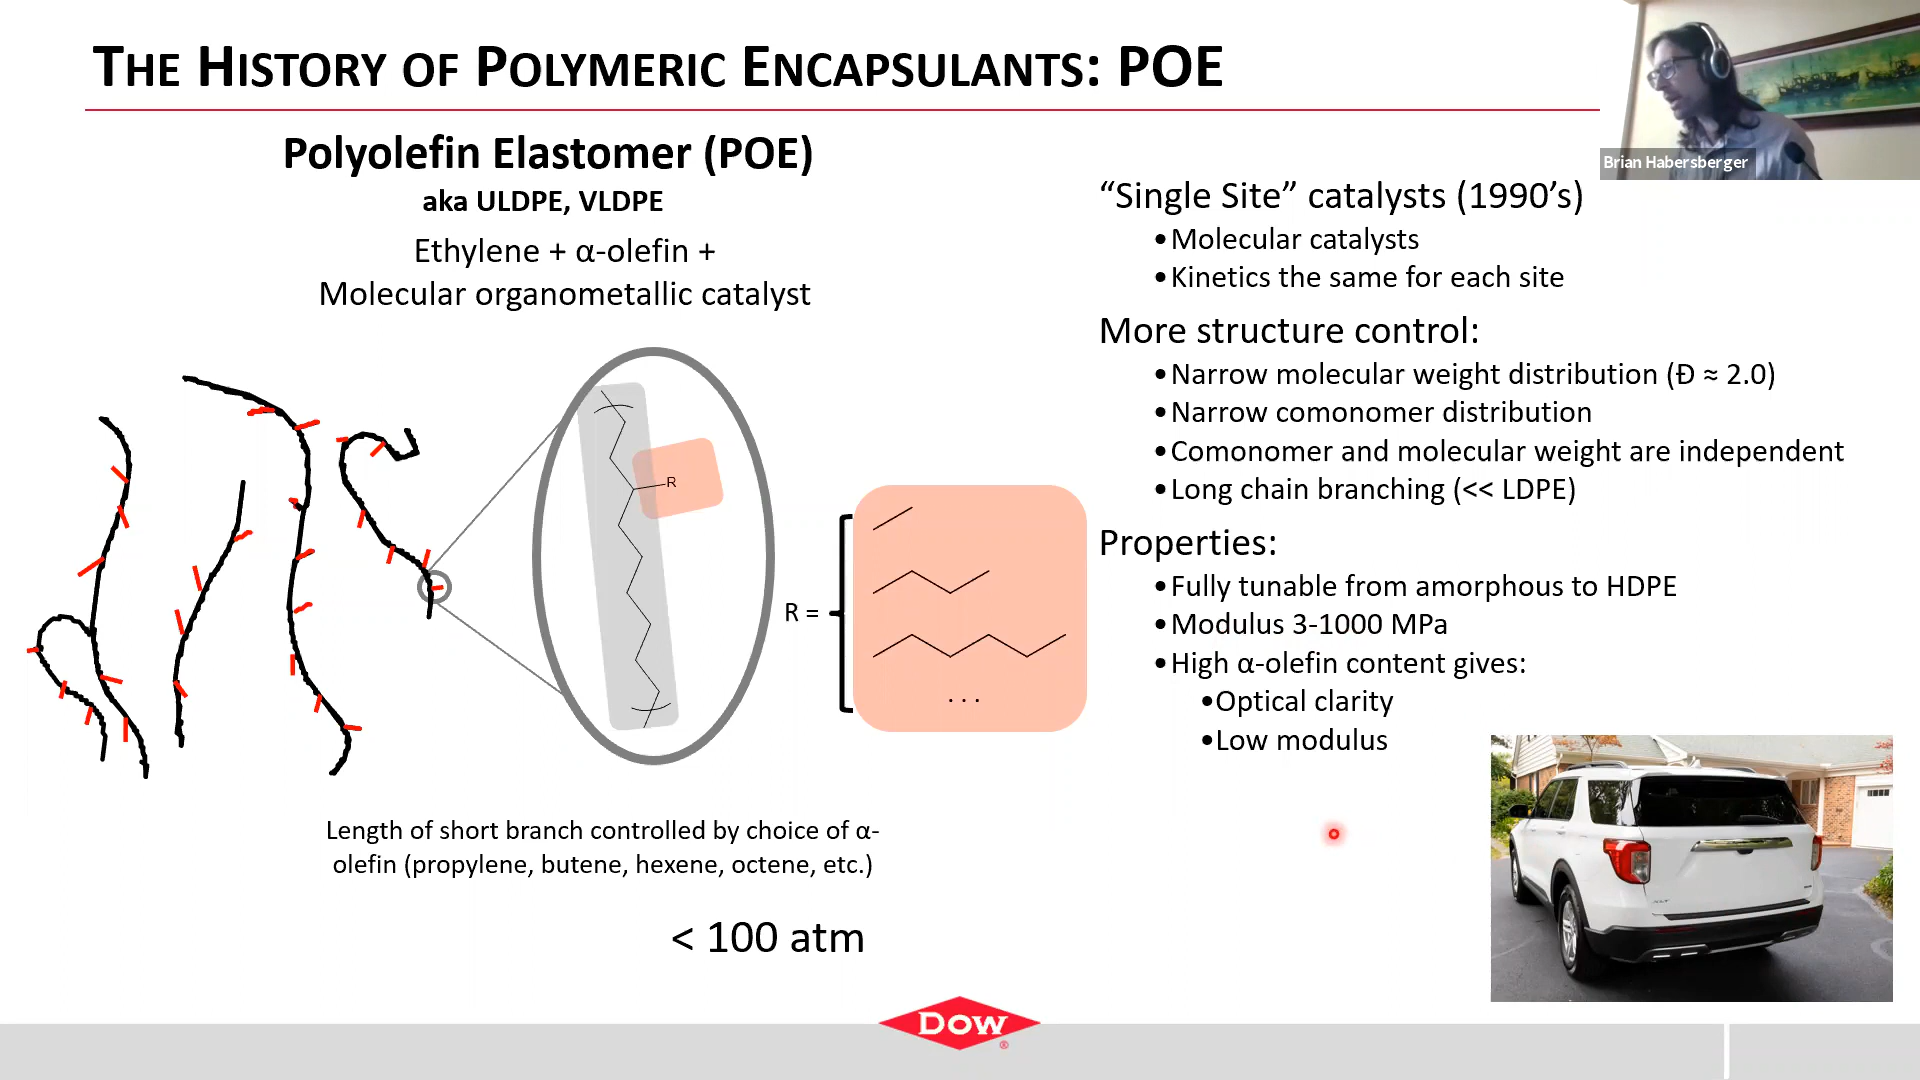 THE HISTORY OF POLYMERIC ENCAPSULANTS: POE
Brian Habersberger
Polyolefin Elastomer (POE)
aka ULDPE, VLDPE
Ethylene + α-olefin +
Molecular organometallic catalyst
R
R =
. . .
Length of short branch controlled by choice of α-
olefin (propylene, butene, hexene, octene, etc.)
< 100 atm
“Single Site” catalysts (1990’s)
•Molecular catalysts
•Kinetics the same for each site
More structure control:
•Narrow molecular weight distribution (Đ ≈ 2.0)
•Narrow comonomer distribution
•Comonomer and molecular weight are independent
•Long chain branching (<< LDPE)
Properties:
•Fully tunable from amorphous to HDPE
•Modulus 3-1000 MPa
•High α-olefin content gives:
•Optical clarity
•Low modulus
DOW
®